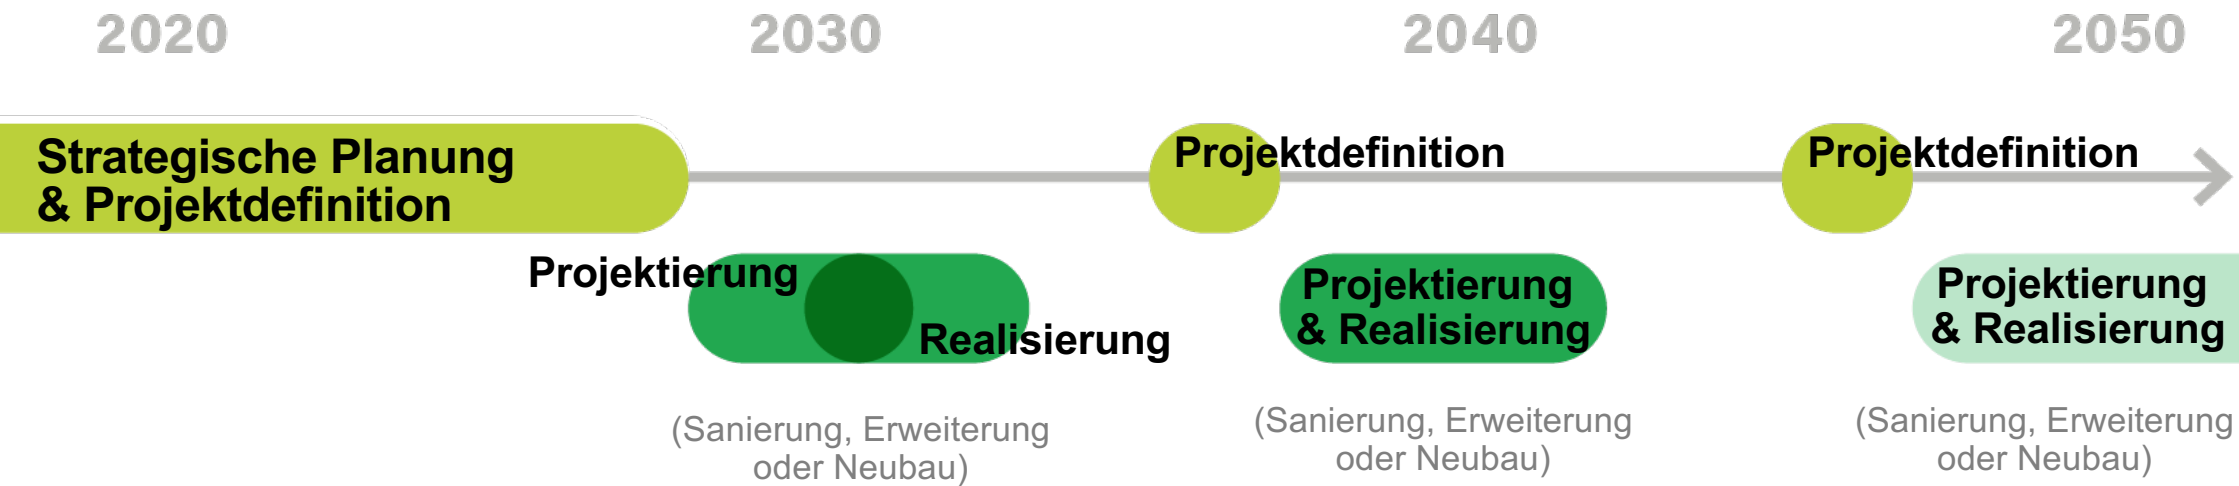 2020
2030
2040
2050
Strategische Planung
& Projektdefinition
Projektdefinition
Projektdefinition
Projektierung
Realisierung
Projektierung
& Realisierung
Projektierung
& Realisierung
(Sanierung, Erweiterung
oder Neubau)
(Sanierung, Erweiterung
oder Neubau)
(Sanierung, Erweiterung
oder Neubau)